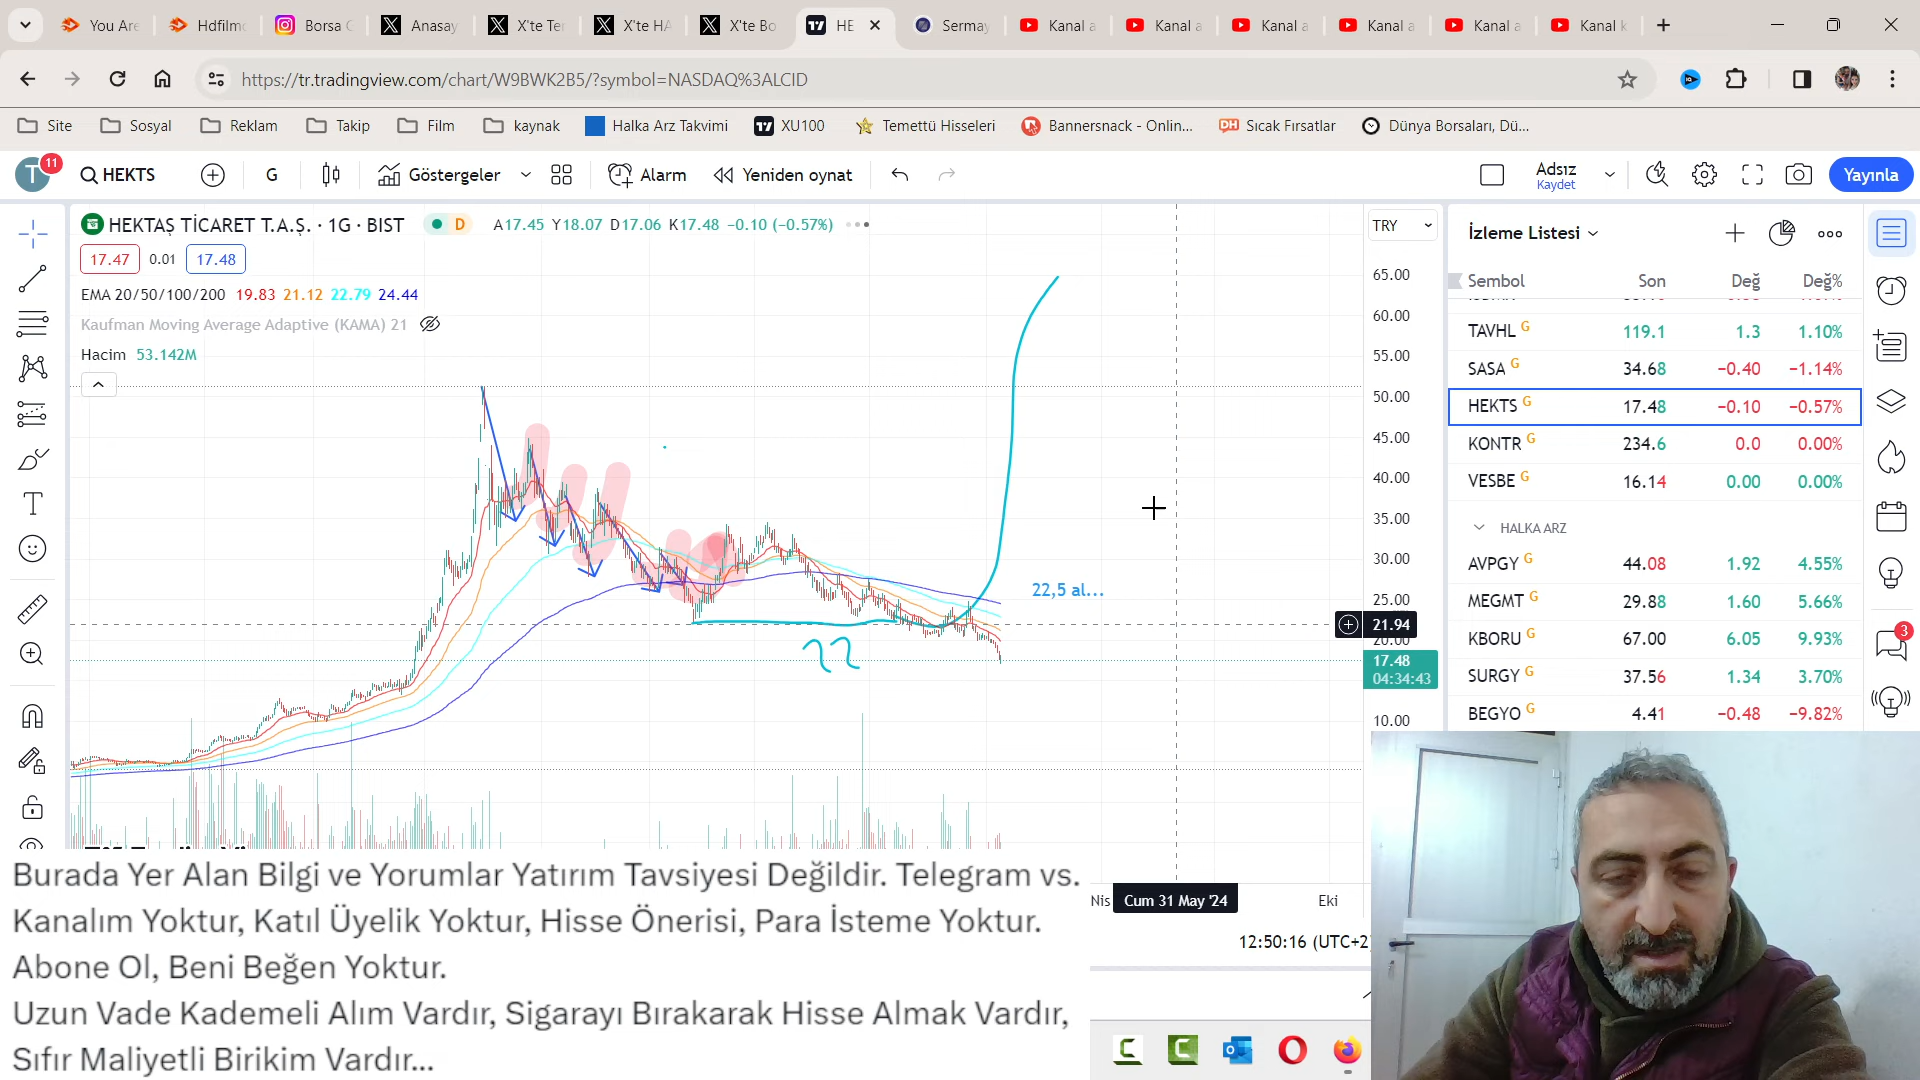 You Are
Hdfilmc
Borsa G
Anasay
X'te Ter
X'te HA
X'te Bo
HE
Sermay
Kanal a
Kanal a
Kanal a
Kanal a
Kanal a
Kanal k
https://tr.tradingview.com/chart/W9BWK2B5/?symbol=NASDAQ%3ALCID
Site
Sosyal
Reklam
Takip
Film
kaynak
Halka Arz Takvimi
XU100
Temettü Hisseleri
Bannersnack - Onlin...
Sıcak Fırsatlar
Dünya Borsaları, Dü...
T 11
HEKTS
G
Göstergeler
Alarm
Yeniden oynat
Adsız
Kaydet
Yayınla
HEKTAŞ TİCARET T.A.Ş. · 1G · BIST
D
A17.45 Y18.07 D17.06 K17.48 −0.10 (−0.57%)
17.47 0.01 17.48
EMA 20/50/100/200 19.83 21.12 22.79 24.44
Kaufman Moving Average Adaptive (KAMA) 21
Hacim 53.142M
22,5 al...
22
TRY
65.00
60.00
55.00
50.00
45.00
40.00
35.00
30.00
25.00
21.94
20.00
17.48
04:34:43
10.00
Nis
Cum 31 May '24
Eki
12:50:16 (UTC+2
İzleme Listesi
Sembol Son Değ Değ%
TAVHL G 119.1 1.3 1.10%
SASA G 34.68 −0.40 −1.14%
HEKTS G 17.48 −0.10 −0.57%
KONTR G 234.6 0.0 0.00%
VESBE G 16.14 0.00 0.00%
HALKA ARZ
AVPGY G 44.08 1.92 4.55%
MEGMT G 29.88 1.60 5.66%
KBORU G 67.00 6.05 9.93%
SURGY G 37.56 1.34 3.70%
BEGYO G 4.41 −0.48 −9.82%
3
Burada Yer Alan Bilgi ve Yorumlar Yatırım Tavsiyesi Değildir. Telegram vs.
Kanalım Yoktur, Katıl Üyelik Yoktur, Hisse Önerisi, Para İsteme Yoktur.
Abone Ol, Beni Beğen Yoktur.
Uzun Vade Kademeli Alım Vardır, Sigarayı Bırakarak Hisse Almak Vardır,
Sıfır Maliyetli Birikim Vardır...